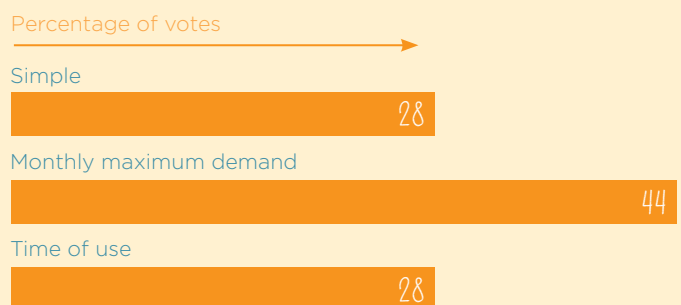 Percentage of votes
Simple
28
Monthly maximum demand
44
Time of use
28